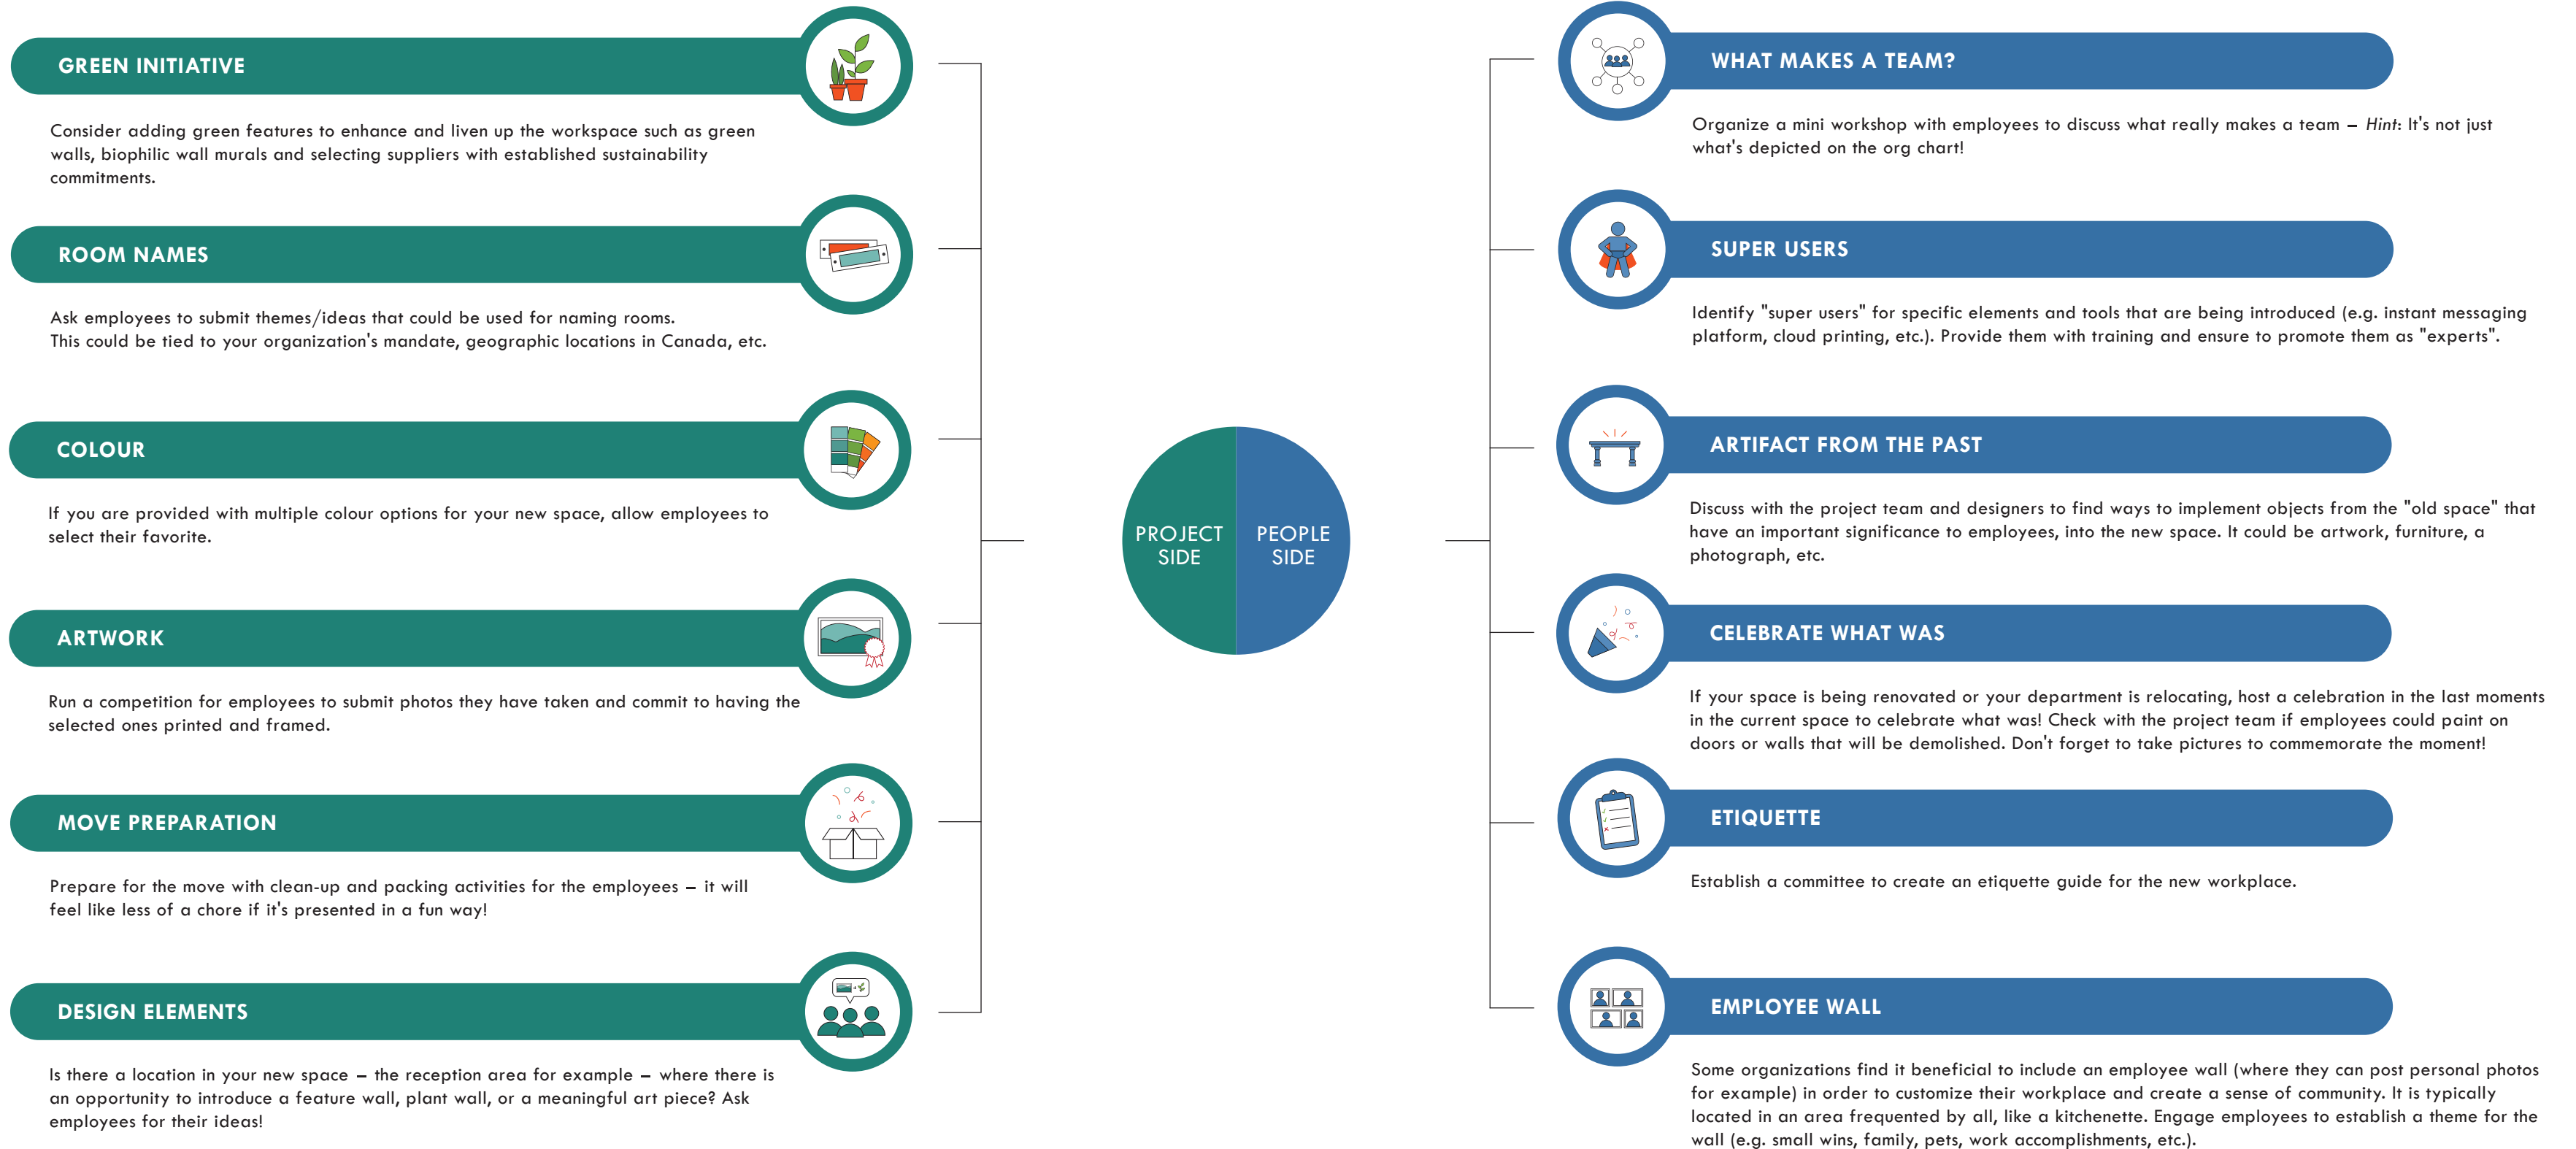 GREEN INITIATIVE
Consider adding green features to enhance and liven up the workspace such as green
walls, biophilic wall murals and selecting suppliers with established sustainability
commitments.
ROOM NAMES
Ask employees to submit themes/ideas that could be used for naming rooms.
This could be tied to your organization's mandate, geographic locations in Canada, etc.
COLOUR
If you are provided with multiple colour options for your new space, allow employees to
select their favorite.
ARTWORK
Run a competition for employees to submit photos they have taken and commit to having the
selected ones printed and framed.
MOVE PREPARATION
Prepare for the move with clean-up and packing activities for the employees – it will
feel like less of a chore if it's presented in a fun way!
DESIGN ELEMENTS
Is there a location in your new space – the reception area for example – where there is
an opportunity to introduce a feature wall, plant wall, or a meaningful art piece? Ask
employees for their ideas!
PROJECT
SIDE
PEOPLE
SIDE
WHAT MAKES A TEAM?
Organize a mini workshop with employees to discuss what really makes a team – Hint: It's not just
what's depicted on the org chart!
SUPER USERS
Identify "super users" for specific elements and tools that are being introduced (e.g. instant messaging
platform, cloud printing, etc.). Provide them with training and ensure to promote them as "experts".
ARTIFACT FROM THE PAST
Discuss with the project team and designers to find ways to implement objects from the "old space" that
have an important significance to employees, into the new space. It could be artwork, furniture, a
photograph, etc.
CELEBRATE WHAT WAS
If your space is being renovated or your department is relocating, host a celebration in the last moments
in the current space to celebrate what was! Check with the project team if employees could paint on
doors or walls that will be demolished. Don't forget to take pictures to commemorate the moment!
ETIQUETTE
Establish a committee to create an etiquette guide for the new workplace.
EMPLOYEE WALL
Some organizations find it beneficial to include an employee wall (where they can post personal photos
for example) in order to customize their workplace and create a sense of community. It is typically
located in an area frequented by all, like a kitchenette. Engage employees to establish a theme for the
wall (e.g. small wins, family, pets, work accomplishments, etc.).